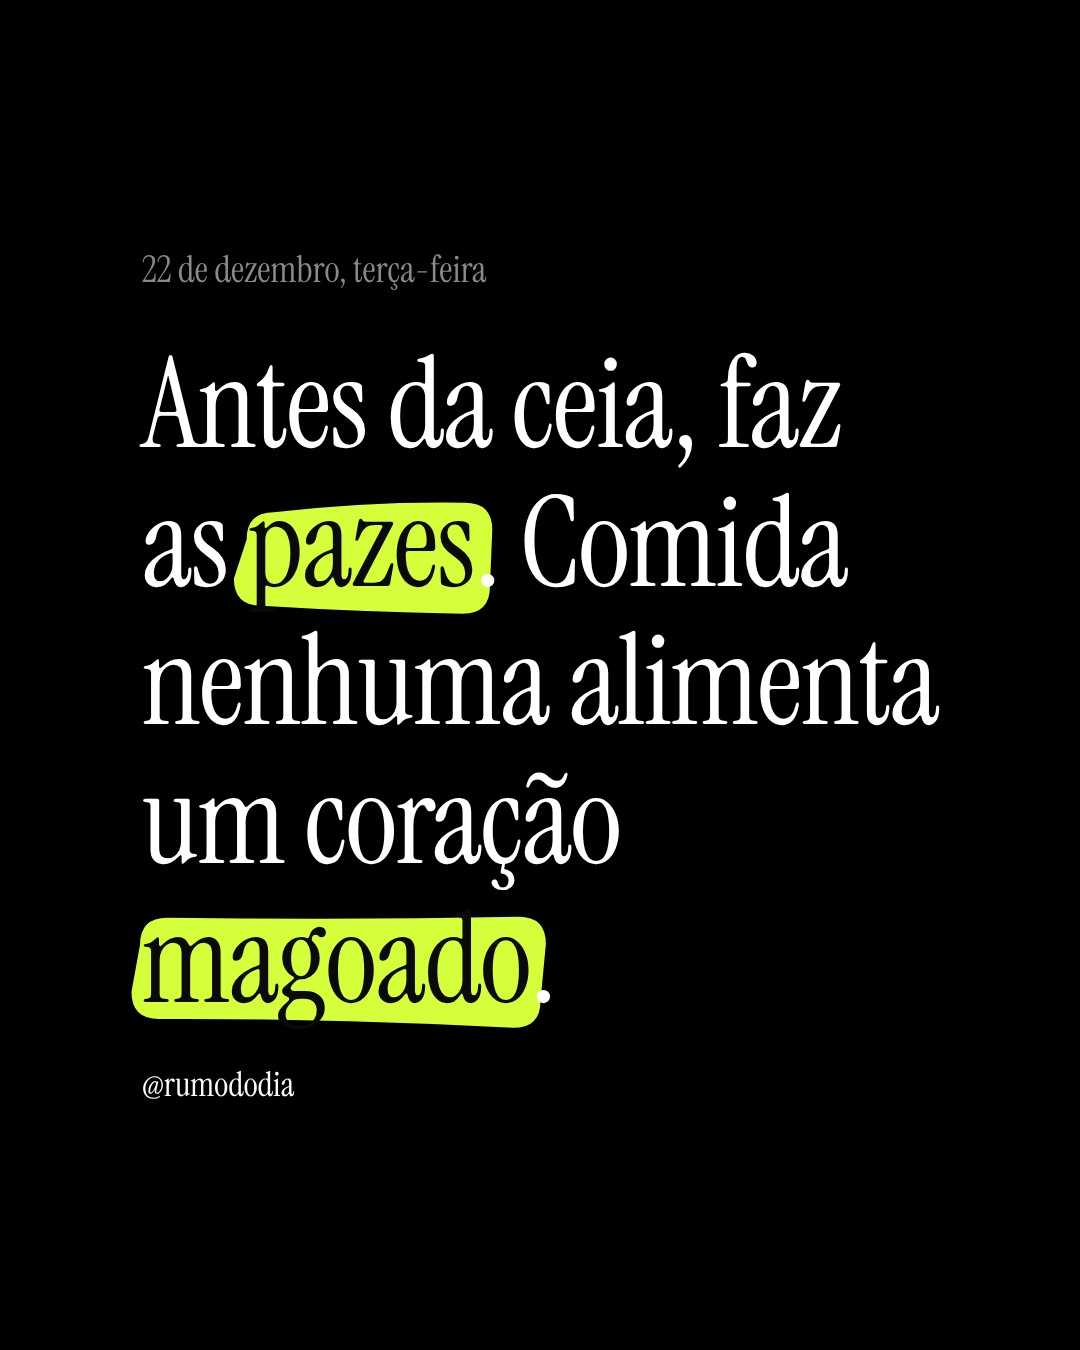 22 de dezembro, terça-feira
Antes da ceia, faz
as pazes. Comida
nenhuma alimenta
um coração
magoado.
@rumododia